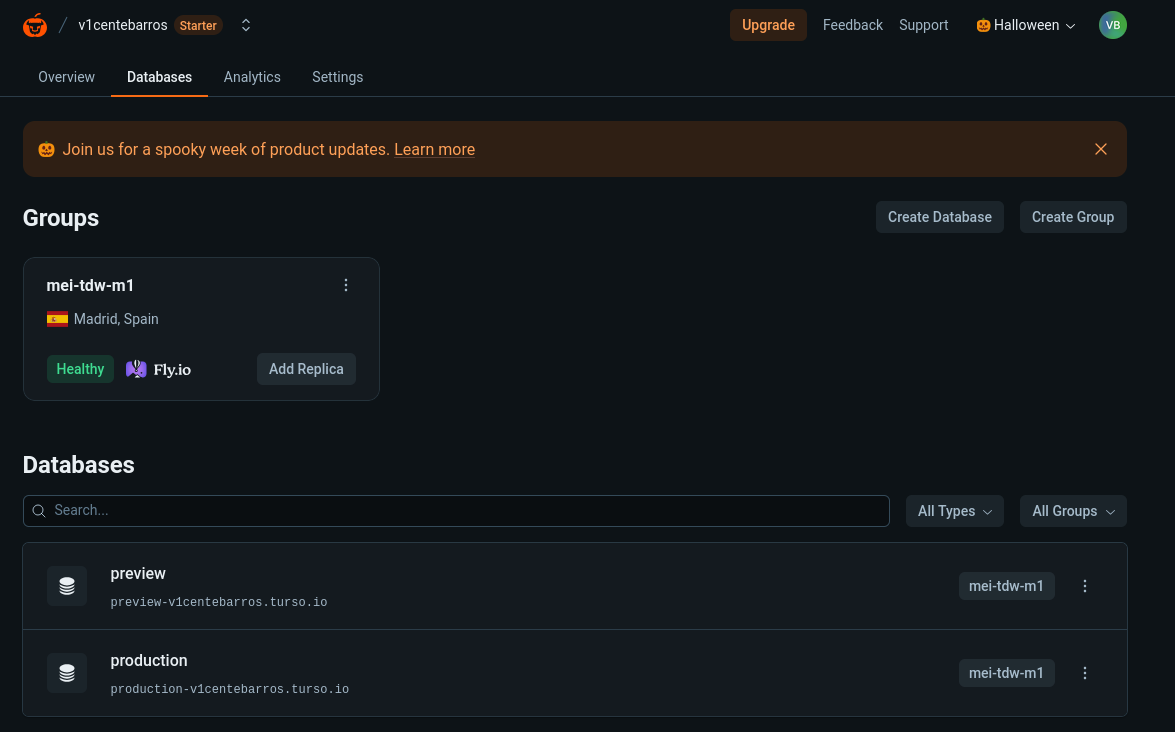 v1centebarros Starter
Upgrade Feedback Support Halloween VB
Overview Databases Analytics Settings
Join us for a spooky week of product updates. Learn more
Groups
Create Database Create Group
mei-tdw-m1
Madrid, Spain
Healthy Fly.io Add Replica
Databases
Search... All Types All Groups
preview
preview-v1centebarros.turso.io
mei-tdw-m1
production
production-v1centebarros.turso.io
mei-tdw-m1